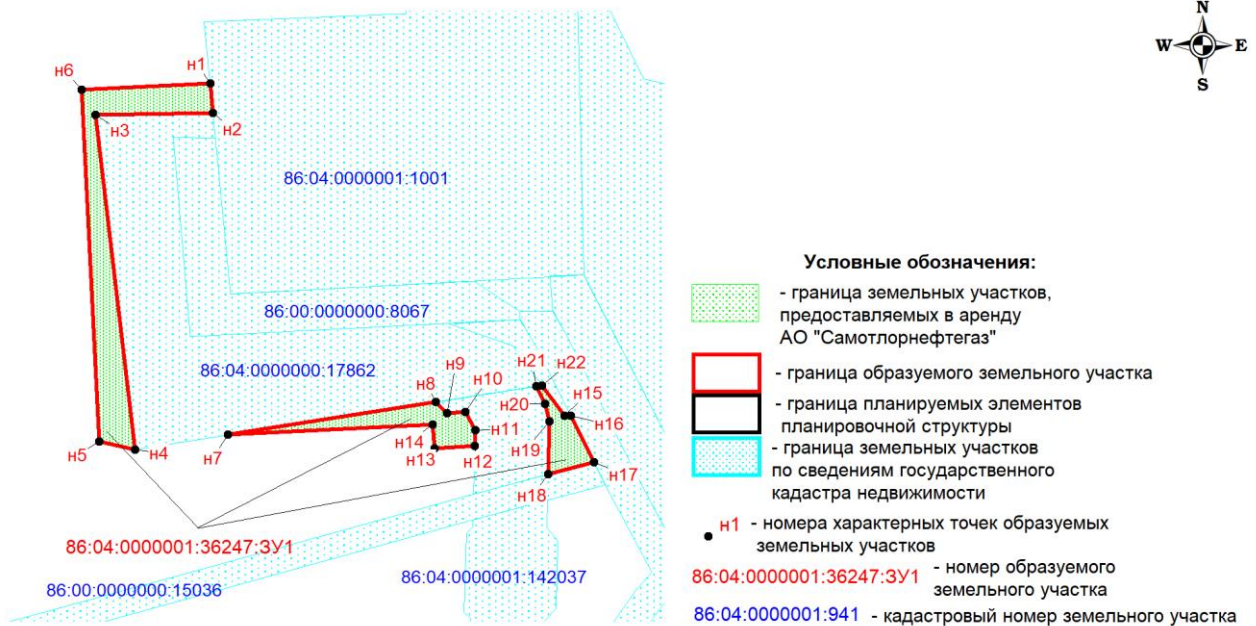 N
W E
S
н6
н1
н3
н2
86:04:0000001:1001
86:00:0000000:8067
86:04:0000000:17862
н21
н22
н9
н8
н10
н15
н20
н16
н11
н14
н19
н5
н4
н7
н13
н12
н17
н18
86:04:0000001:36247:ЗУ1
86:00:0000000:15036
86:04:0000001:142037
Условные обозначения:
- граница земельных участков,
предоставляемых в аренду
АО "Самотлорнефтегаз"
- граница образуемого земельного участка
- граница планируемых элементов
планировочной структуры
- граница земельных участков
по сведениям государственного
кадастра недвижимости
н1 - номера характерных точек образуемых
земельных участков
86:04:0000001:36247:ЗУ1 - номер образуемого
земельного участка
86:04:0000001:941 - кадастровый номер земельного участка